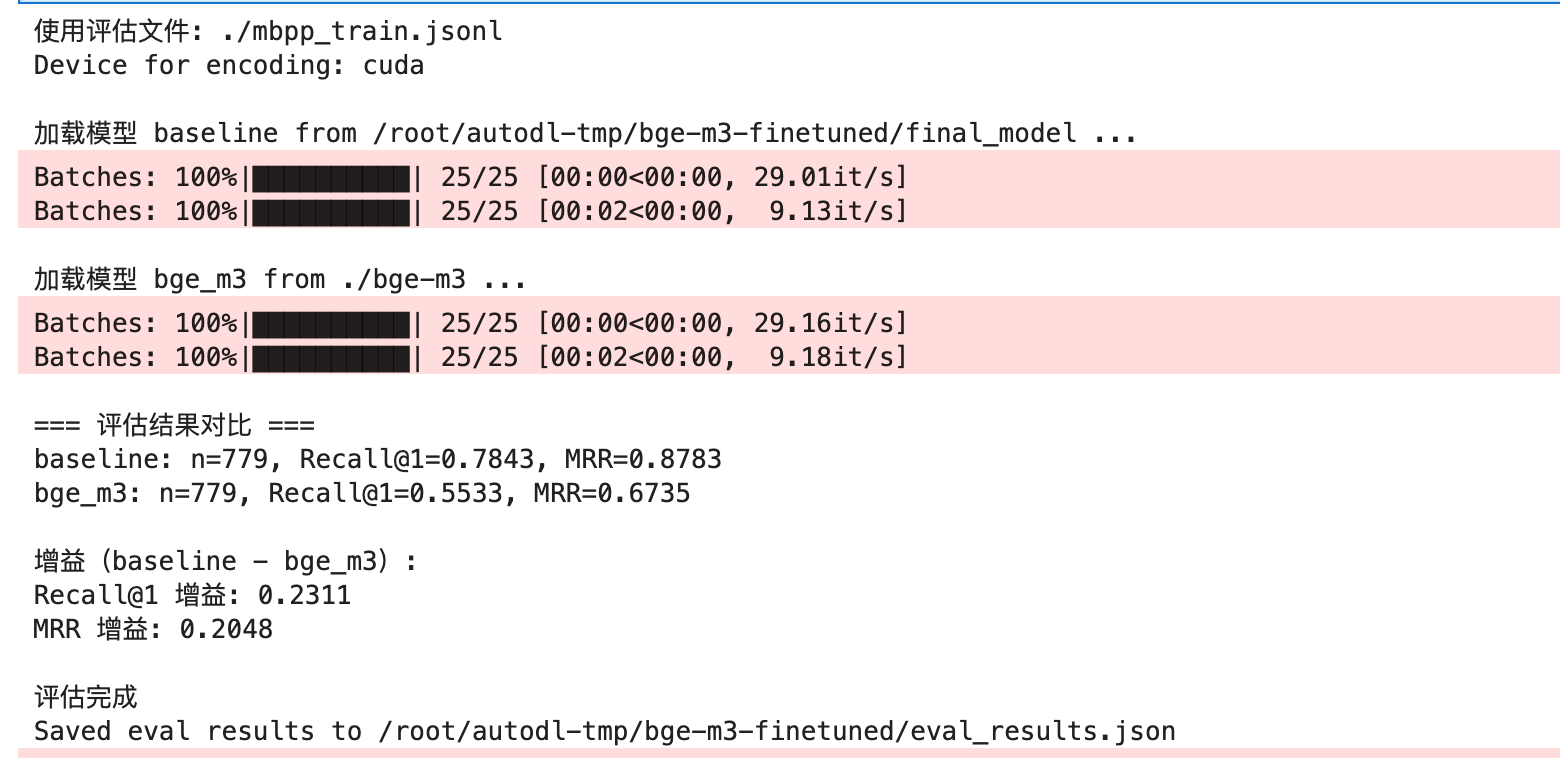 使用评估文件: ./mbpp_train.jsonl
Device for encoding: cuda
加载模型 baseline from /root/autodl-tmp/bge-m3-finetuned/final_model ...
Batches: 100%|██████████| 25/25 [00:00<00:00, 29.01it/s]
Batches: 100%|██████████| 25/25 [00:02<00:00,  9.13it/s]
加载模型 bge_m3 from ./bge-m3 ...
Batches: 100%|██████████| 25/25 [00:00<00:00, 29.16it/s]
Batches: 100%|██████████| 25/25 [00:02<00:00,  9.18it/s]
=== 评估结果对比 ===
baseline: n=779, Recall@1=0.7843, MRR=0.8783
bge_m3: n=779, Recall@1=0.5533, MRR=0.6735
增益（baseline - bge_m3）:
Recall@1 增益: 0.2311
MRR 增益: 0.2048
评估完成
Saved eval results to /root/autodl-tmp/bge-m3-finetuned/eval_results.json